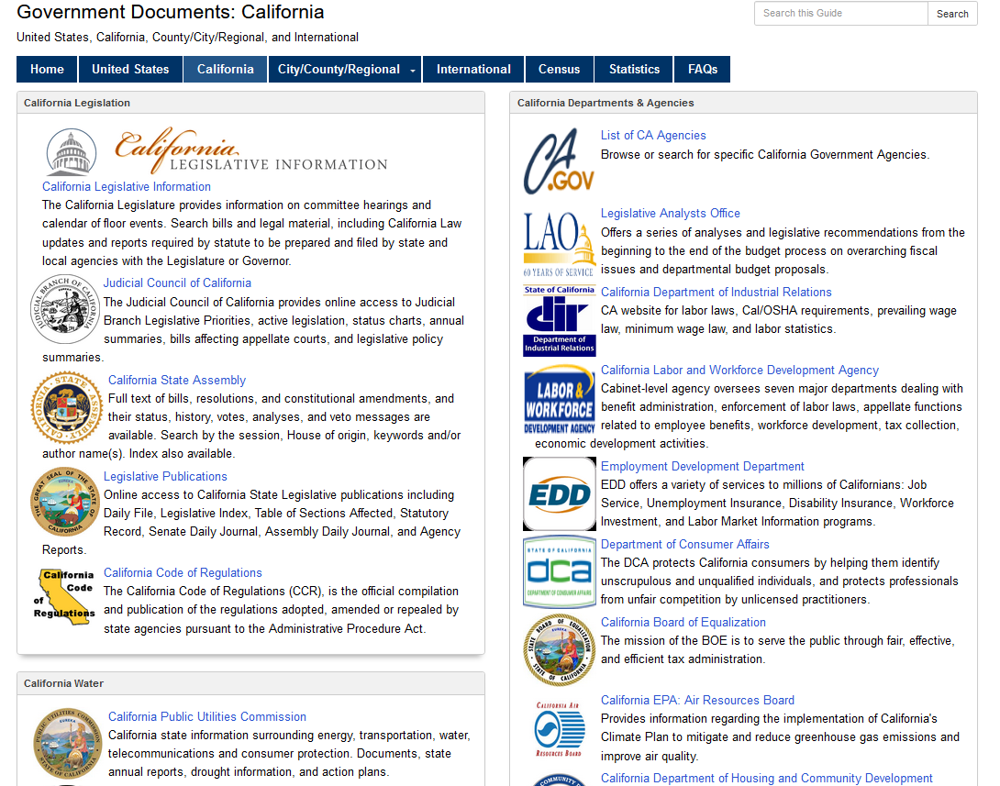 Government Documents: California
Search this Guide
Search
United States, California, County/City/Regional, and International
Home
United States
California
City/County/Regional
International
Census
Statistics
FAQs
California Legislation
California
LEGISLATIVE INFORMATION
California Legislative Information
The California Legislature provides information on committee hearings and
calendar of floor events. Search bills and legal material, including California Law
updates and reports required by statute to be prepared and filed by state and
local agencies with the Legislature or Governor.
JUDICIAL BRANCH OF CALIFORNIA
Judicial Council of California
The Judicial Council of California provides online access to Judicial
Branch Legislative Priorities, active legislation, status charts, annual
summaries, bills affecting appellate courts, and legislative policy
summaries.
CALIFORNIA STATE ASSEMBLY
California State Assembly
Full text of bills, resolutions, and constitutional amendments, and
their status, history, votes, analyses, and veto messages are
available. Search by the session, House of origin, keywords and/or
author name(s). Index also available.
THE GREAT SEAL OF THE STATE OF CALIFORNIA
EUREKA
Legislative Publications
Online access to California State Legislative publications including
Daily File, Legislative Index, Table of Sections Affected, Statutory
Record, Senate Daily Journal, Assembly Daily Journal, and Agency
Reports.
California
Code
of
Regulations
California Code of Regulations
The California Code of Regulations (CCR), is the official compilation
and publication of the regulations adopted, amended or repealed by
state agencies pursuant to the Administrative Procedure Act.
California Water
PUBLIC UTILITIES COMMISSION
EUREKA
STATE OF CALIFORNIA
California Public Utilities Commission
California state information surrounding energy, transportation, water,
telecommunications and consumer protection. Documents, state
annual reports, drought information, and action plans.
California Departments & Agencies
CA
.GOV
List of CA Agencies
Browse or search for specific California Government Agencies.
LAO
60 YEARS OF SERVICE
Legislative Analysts Office
Offers a series of analyses and legislative recommendations from the
beginning to the end of the budget process on overarching fiscal
issues and departmental budget proposals.
State of California
dir
Department of
Industrial Relations
California Department of Industrial Relations
CA website for labor laws, Cal/OSHA requirements, prevailing wage
law, minimum wage law, and labor statistics.
LABOR &
WORKFORCE
DEVELOPMENT AGENCY
California Labor and Workforce Development Agency
Cabinet-level agency oversees seven major departments dealing with
benefit administration, enforcement of labor laws, appellate functions
related to employee benefits, workforce development, tax collection,
economic development activities.
EDD
Employment Development Department
EDD offers a variety of services to millions of Californians: Job
Service, Unemployment Insurance, Disability Insurance, Workforce
Investment, and Labor Market Information programs.
STATE OF CALIFORNIA
dca
DEPARTMENT OF CONSUMER AFFAIRS
Department of Consumer Affairs
The DCA protects California consumers by helping them identify
unscrupulous and unqualified individuals, and protects professionals
from unfair competition by unlicensed practitioners.
STATE BOARD OF EQUALIZATION
EUREKA
STATE OF CALIFORNIA
California Board of Equalization
The mission of the BOE is to serve the public through fair, effective,
and efficient tax administration.
CALIFORNIA AIR
RESOURCES BOARD
California EPA: Air Resources Board
Provides information regarding the implementation of California's
Climate Plan to mitigate and reduce greenhouse gas emissions and
improve air quality.
COMMUNITY
California Department of Housing and Community Development